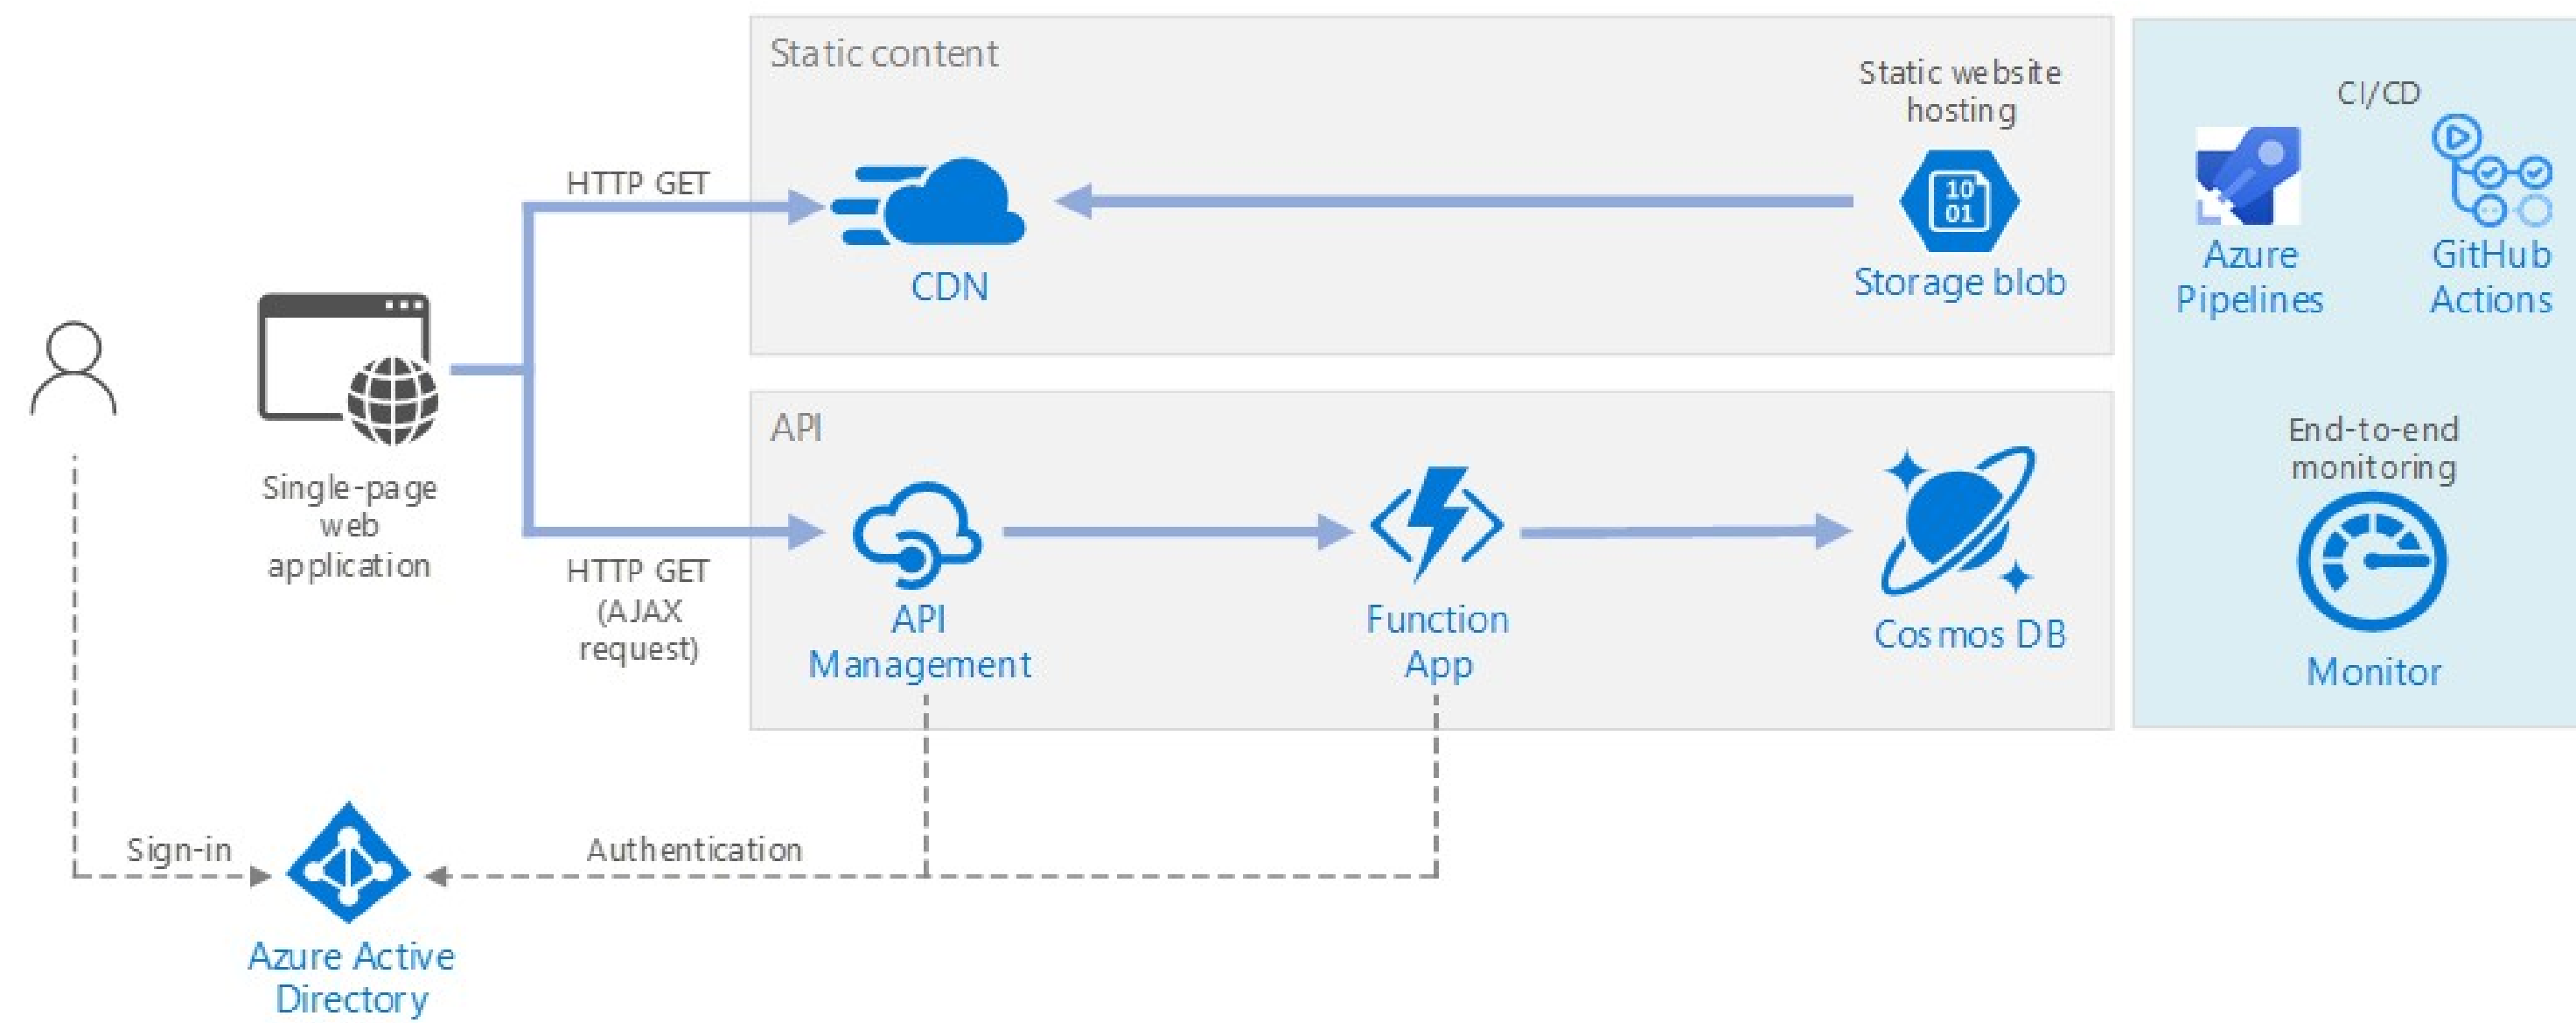 Static content
Static website
hosting
CI/CD
HTTP GET
10
01
CDN
Storage blob
Azure
Pipelines
GitHub
Actions
API
End-to-end
monitoring
Single-page
web
application
HTTP GET
(AJAX
request)
API
Management
Function
App
Cosmos DB
Monitor
Sign-in
Authentication
Azure Active
Directory